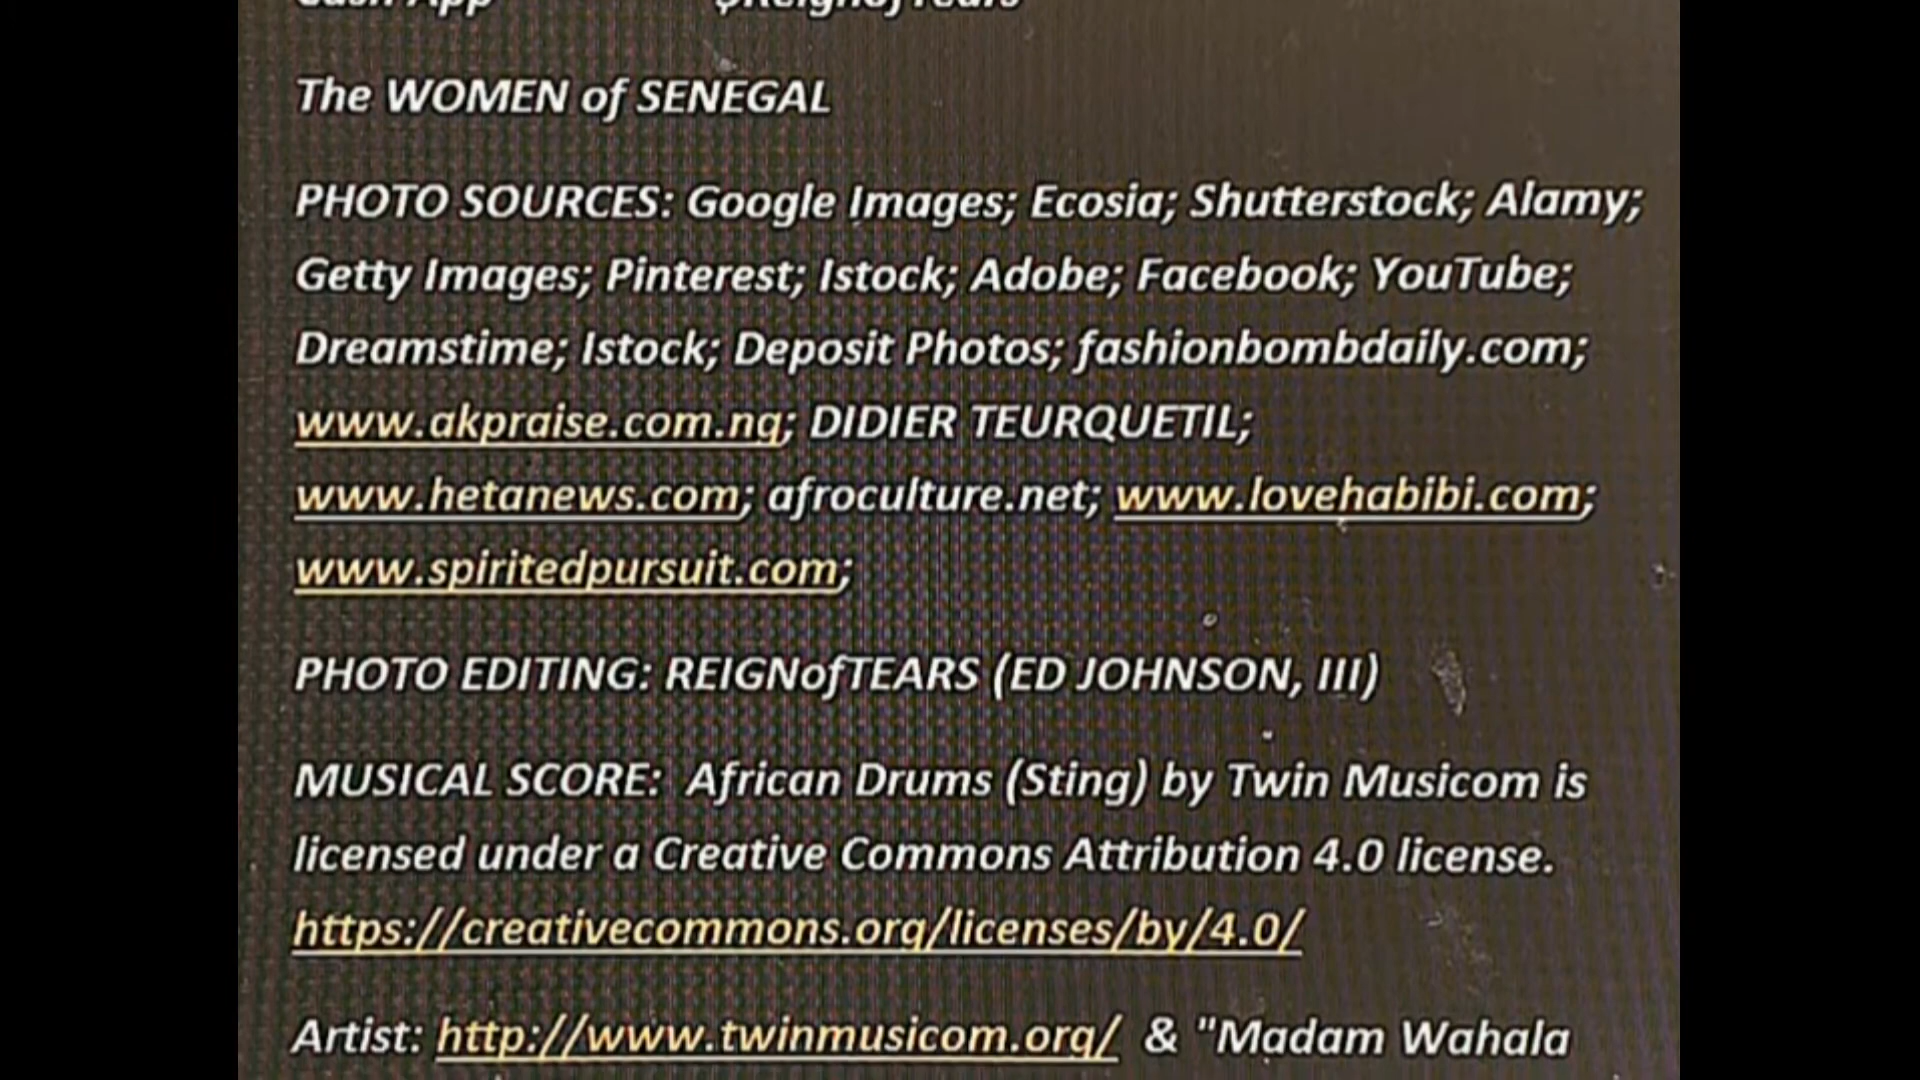 Cash App $ReignofTears
The WOMEN of SENEGAL
PHOTO SOURCES: Google Images; Ecosia; Shutterstock; Alamy;
Getty Images; Pinterest; Istock; Adobe; Facebook; YouTube;
Dreamstime; Istock; Deposit Photos; fashionbombdaily.com;
www.akpraise.com.ng; DIDIER TEURQUETIL;
www.hetanews.com; afroculture.net; www.lovehabibi.com;
www.spiritedpursuit.com;
PHOTO EDITING: REIGNofTEARS (ED JOHNSON, III)
MUSICAL SCORE: African Drums (Sting) by Twin Musicom is
licensed under a Creative Commons Attribution 4.0 license.
https://creativecommons.org/licenses/by/4.0/
Artist: http://www.twinmusicom.org/ & "Madam Wahala